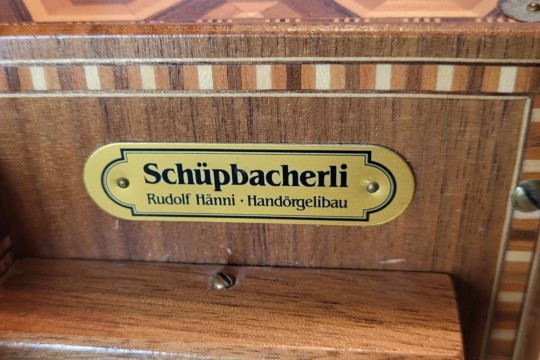 Schüpbacherli
Rudolf Hänni · Handörgelibau